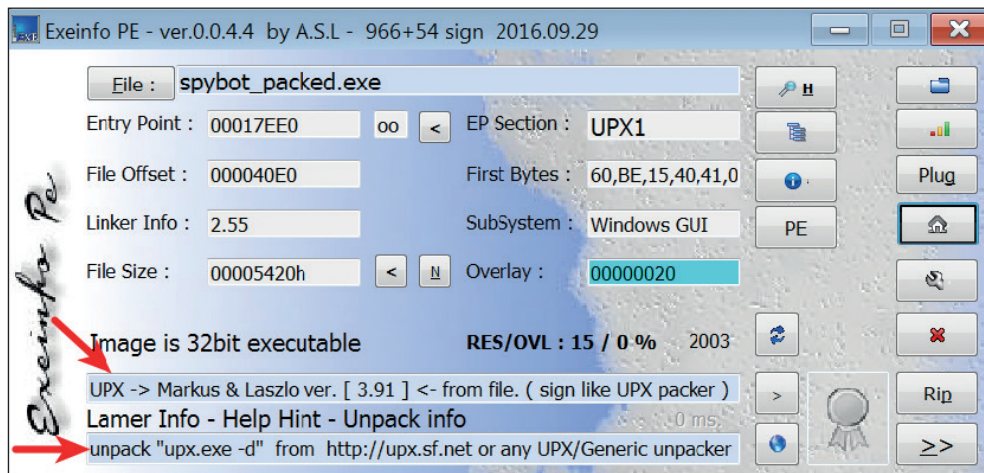 Exeinfo PE - ver.0.0.4.4 by A.S.L - 966+54 sign 2016.09.29
Exeinfo Pe
File : spybot_packed.exe
H
Entry Point : 00017EE0 oo < EP Section : UPX1
File Offset : 000040E0 First Bytes : 60,BE,15,40,41,0
Plug
Linker Info : 2.55 SubSystem : Windows GUI
PE
File Size : 00005420h < N Overlay : 00000020
Image is 32bit executable RES/OVL : 15 / 0 % 2003
UPX -> Markus & Laszlo ver. [ 3.91 ] <- from file. ( sign like UPX packer )
> Rip
Lamer Info - Help Hint - Unpack info 0 ms.
unpack "upx.exe -d" from http://upx.sf.net or any UPX/Generic unpacker
>>